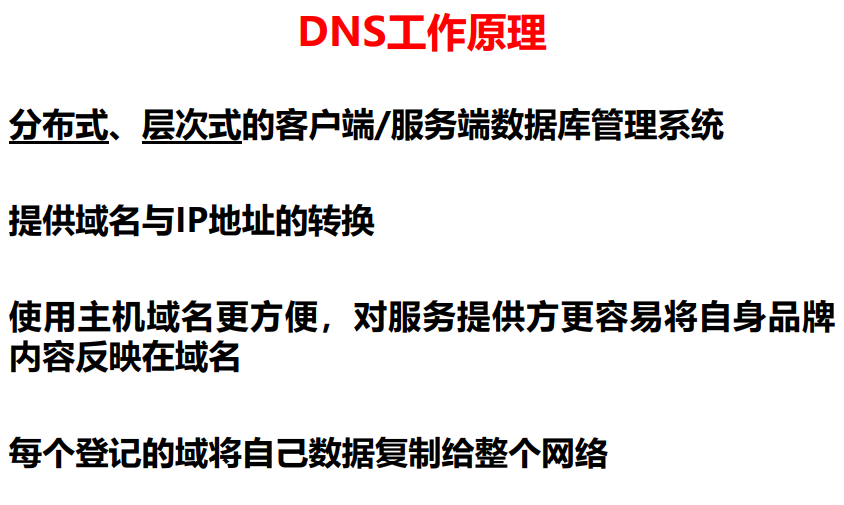 DNS工作原理
分布式、层次式的客户端/服务端数据库管理系统
提供域名与IP地址的转换
使用主机域名更方便，对服务提供方更容易将自身品牌
内容反映在域名
每个登记的域将自己数据复制给整个网络